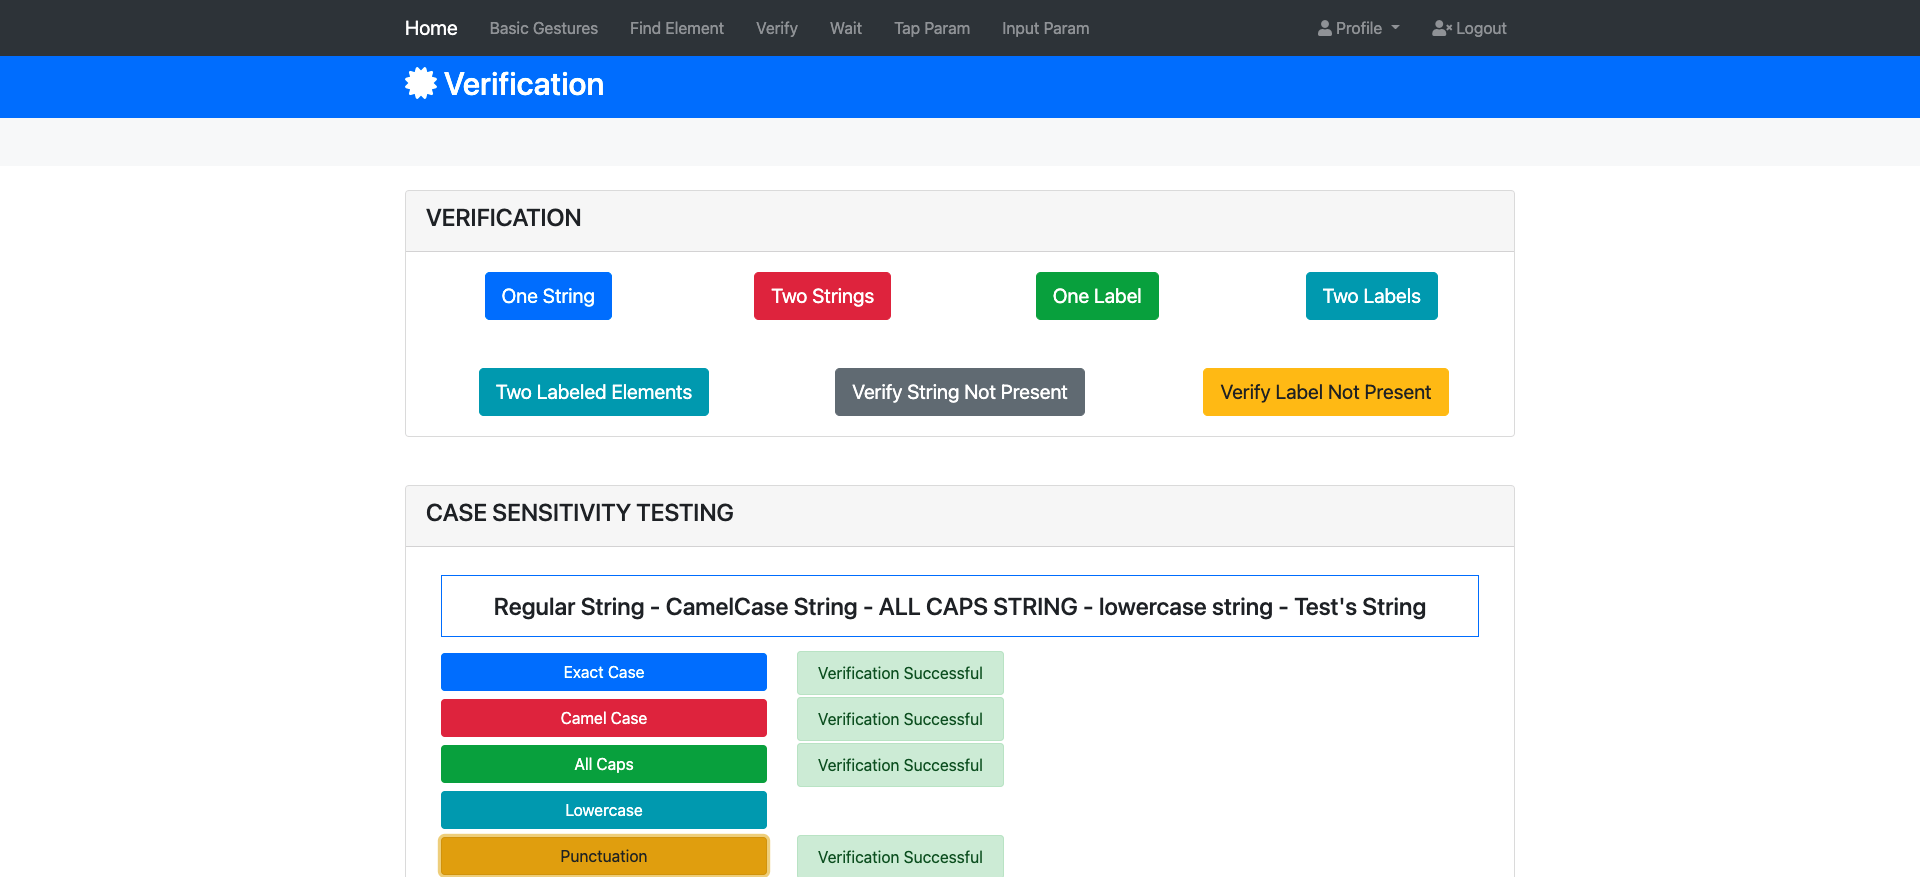 Home Basic Gestures Find Element Verify Wait Tap Param Input Param Profile Logout
Verification
VERIFICATION
One String Two Strings One Label Two Labels
Two Labeled Elements Verify String Not Present Verify Label Not Present
CASE SENSITIVITY TESTING
Regular String - CamelCase String - ALL CAPS STRING - lowercase string - Test's String
Exact Case Verification Successful
Camel Case Verification Successful
All Caps Verification Successful
Lowercase
Punctuation Verification Successful